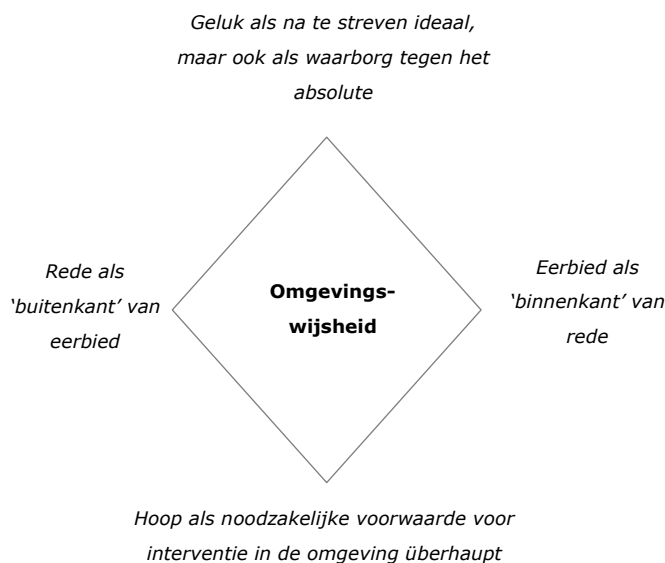 Geluk als na te streven ideaal,
maar ook als waarborg tegen het
absolute
Rede als
‘buitenkant’ van
eerbied
Omgevings-
wijsheid
Eerbied als
‘binnenkant’ van
rede
Hoop als noodzakelijke voorwaarde voor
interventie in de omgeving überhaupt